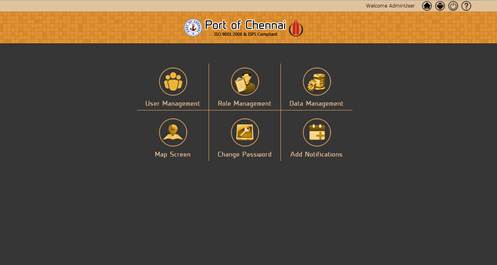 Welcome AdminUser
Port of Chennai
ISO 9001:2008 & ISPS Compliant
User Management
Role Management
Data Management
Map Screen
Change Password
Add Notifications